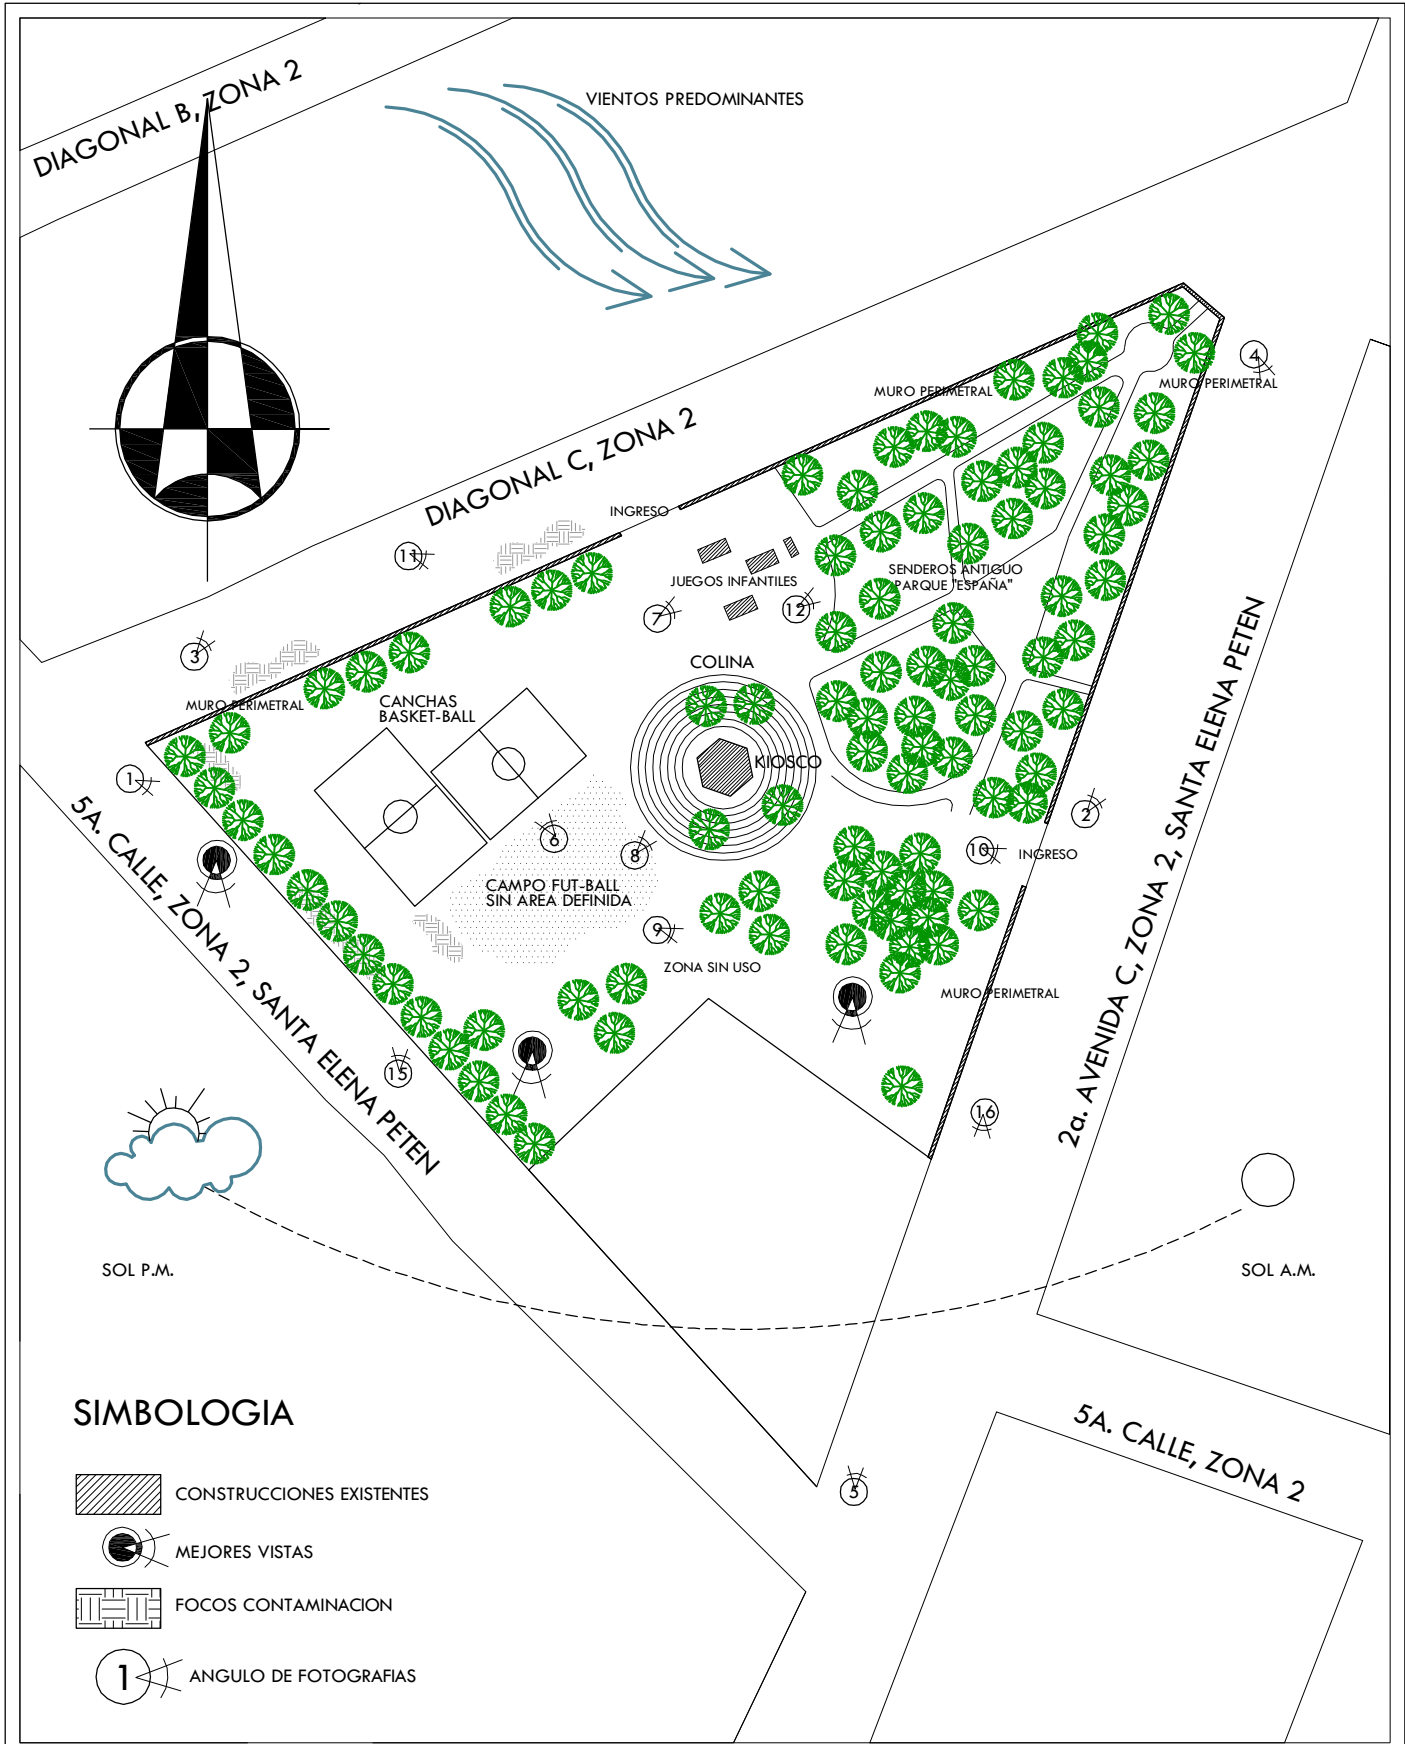 DIAGONAL B, ZONA 2
VIENTOS PREDOMINANTES
DIAGONAL C, ZONA 2
MURO PERIMETRAL
MURO PERIMETRAL
4
INGRESO
11
JUEGOS INFANTILES
SENDEROS ANTIGUO
PARQUE "ESPAÑA"
7
12
3
COLINA
MURO PERIMETRAL
CANCHAS
BASKET-BALL
KIOSCO
1
2
6
8
10
INGRESO
CAMPO FUT-BALL
SIN AREA DEFINIDA
9
ZONA SIN USO
MURO PERIMETRAL
5A. CALLE, ZONA 2, SANTA ELENA PETEN
2a. AVENIDA C, ZONA 2, SANTA ELENA PETEN
15
16
SOL P.M.
SOL A.M.
5A. CALLE, ZONA 2
5
SIMBOLOGIA
CONSTRUCCIONES EXISTENTES
MEJORES VISTAS
FOCOS CONTAMINACION
1
ANGULO DE FOTOGRAFIAS